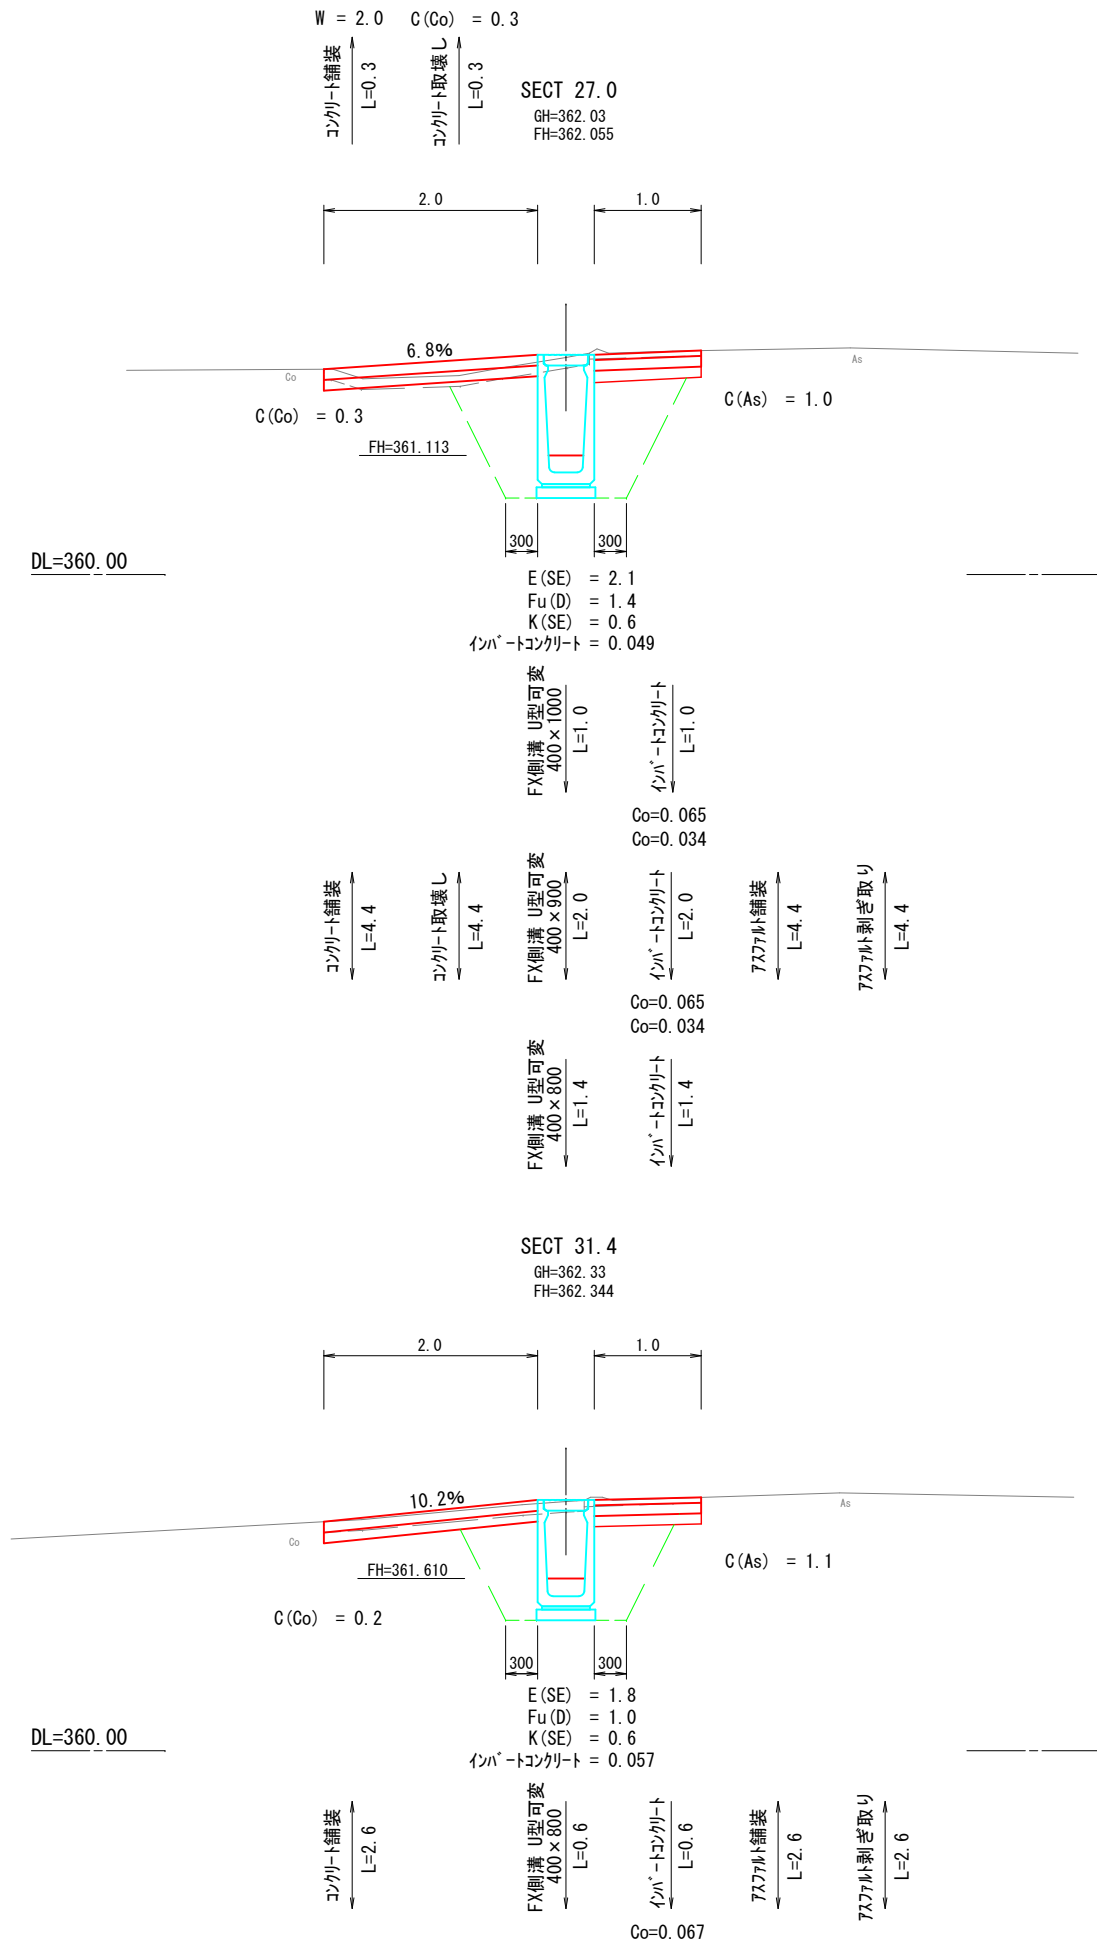 W = 2.0 C(Co) = 0.3
コンクリート舗装
L=0.3
コンクリート取壊し
L=0.3
SECT 27.0
GH=362.03
FH=362.055
2.0
1.0
6.8%
Co
As
C(Co) = 0.3
C(As) = 1.0
FH=361.113
300
300
DL=360.00
E(SE) = 2.1
Fu(D) = 1.4
K(SE) = 0.6
インバートコンクリート = 0.049
FX側溝 U型可変
400×1000
L=1.0
インバートコンクリート
L=1.0
Co=0.065
Co=0.034
コンクリート舗装
L=4.4
コンクリート取壊し
L=4.4
FX側溝 U型可変
400×900
L=2.0
インバートコンクリート
L=2.0
アスファルト舗装
L=4.4
アスファルト剥ぎ取り
L=4.4
Co=0.065
Co=0.034
FX側溝 U型可変
400×800
L=1.4
インバートコンクリート
L=1.4
SECT 31.4
GH=362.33
FH=362.344
2.0
1.0
10.2%
Co
As
FH=361.610
C(As) = 1.1
C(Co) = 0.2
300
300
E(SE) = 1.8
Fu(D) = 1.0
DL=360.00
K(SE) = 0.6
インバートコンクリート = 0.057
コンクリート舗装
L=2.6
FX側溝 U型可変
400×800
L=0.6
インバートコンクリート
L=0.6
アスファルト舗装
L=2.6
アスファルト剥ぎ取り
L=2.6
Co=0.067